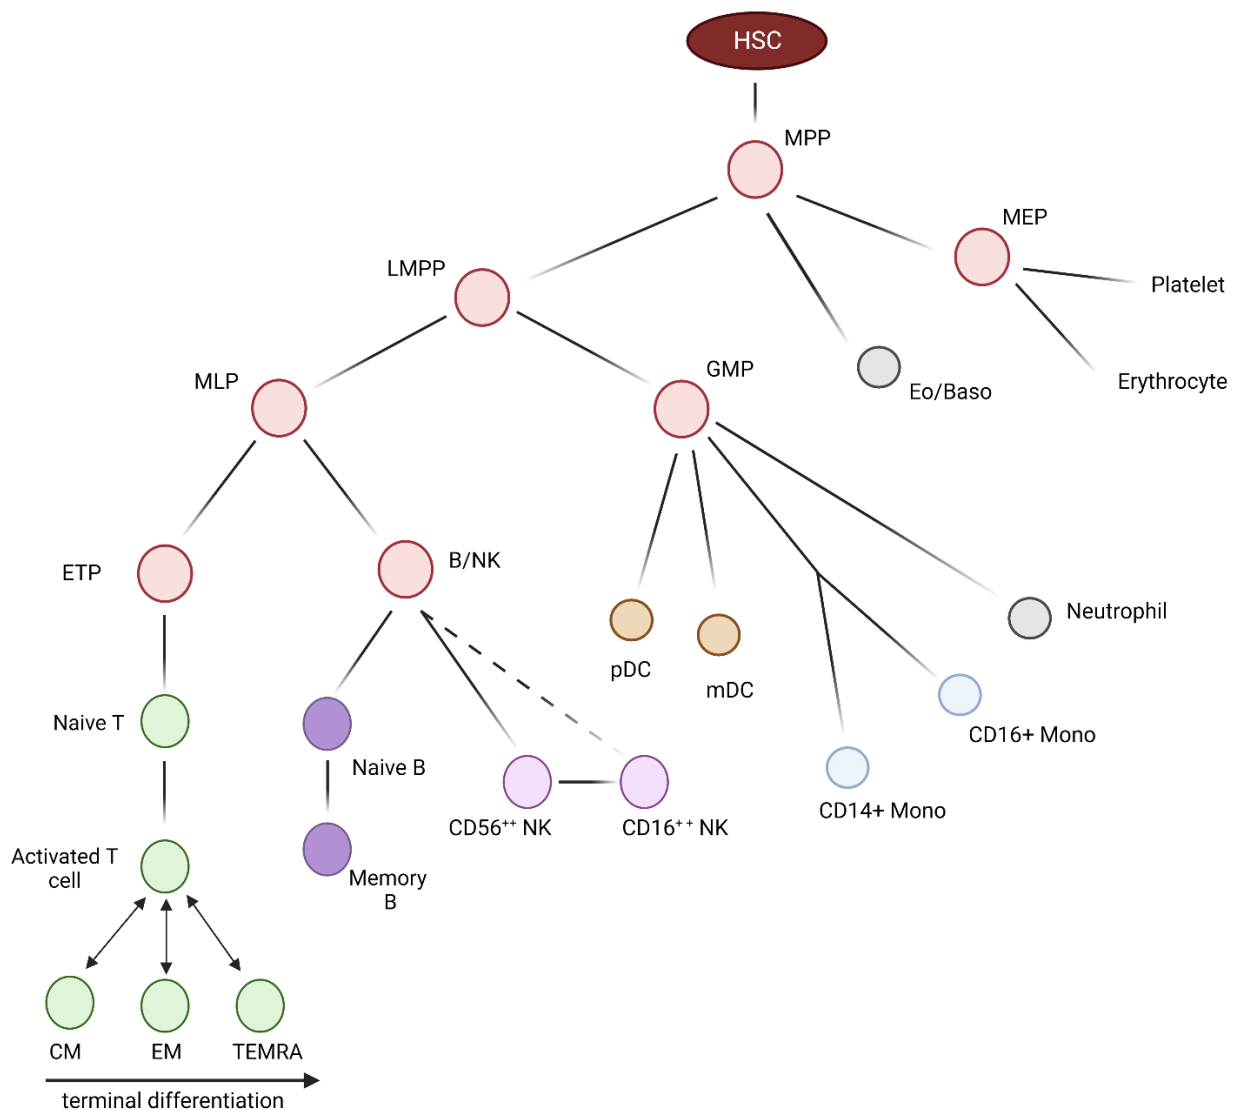 HSC
MPP
MEP
LMPP
Platelet
GMP
MLP
Erythrocyte
Eo/Baso
B/NK
ETP
Neutrophil
pDC
mDC
Naive T
CD16+ Mono
Naive B
CD14+ Mono
CD56⁺⁺ NK
CD16⁺⁺ NK
Activated T
cell
Memory
B
CM
EM
TEMRA
terminal differentiation